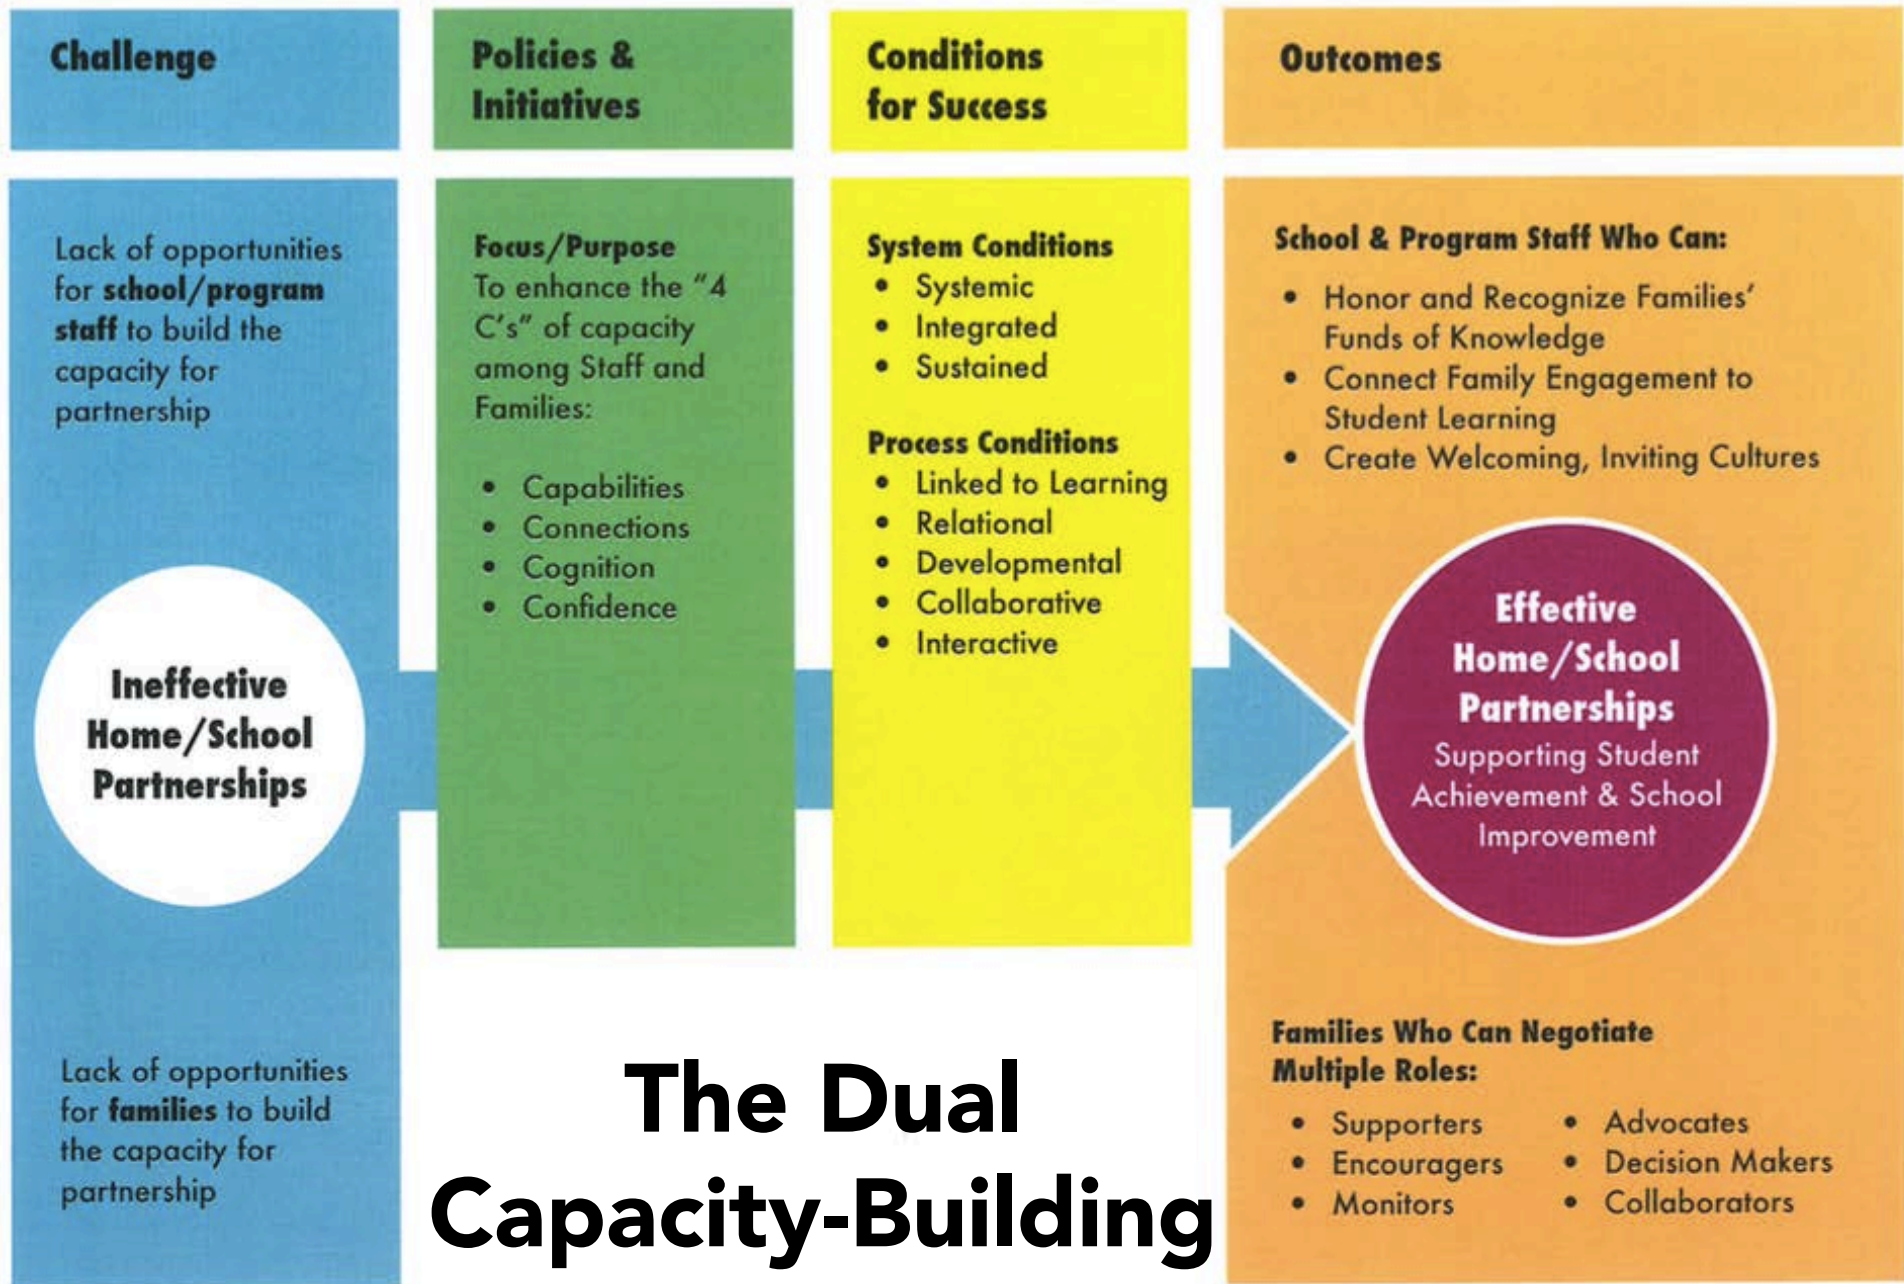 Challenge
Policies &
Initiatives
Conditions
for Success
Outcomes
Lack of opportunities
for school/program
staff to build the
capacity for
partnership
Ineffective
Home/School
Partnerships
Lack of opportunities
for families to build
the capacity for
partnership
Focus/Purpose
To enhance the "4
C's" of capacity
among Staff and
Families:
• Capabilities
• Connections
• Cognition
• Confidence
System Conditions
• Systemic
• Integrated
• Sustained
Process Conditions
• Linked to Learning
• Relational
• Developmental
• Collaborative
• Interactive
School & Program Staff Who Can:
• Honor and Recognize Families'
Funds of Knowledge
• Connect Family Engagement to
Student Learning
• Create Welcoming, Inviting Cultures
Effective
Home/School
Partnerships
Supporting Student
Achievement & School
Improvement
Families Who Can Negotiate
Multiple Roles:
• Supporters
• Encouragers
• Monitors
• Advocates
• Decision Makers
• Collaborators
The Dual
Capacity-Building